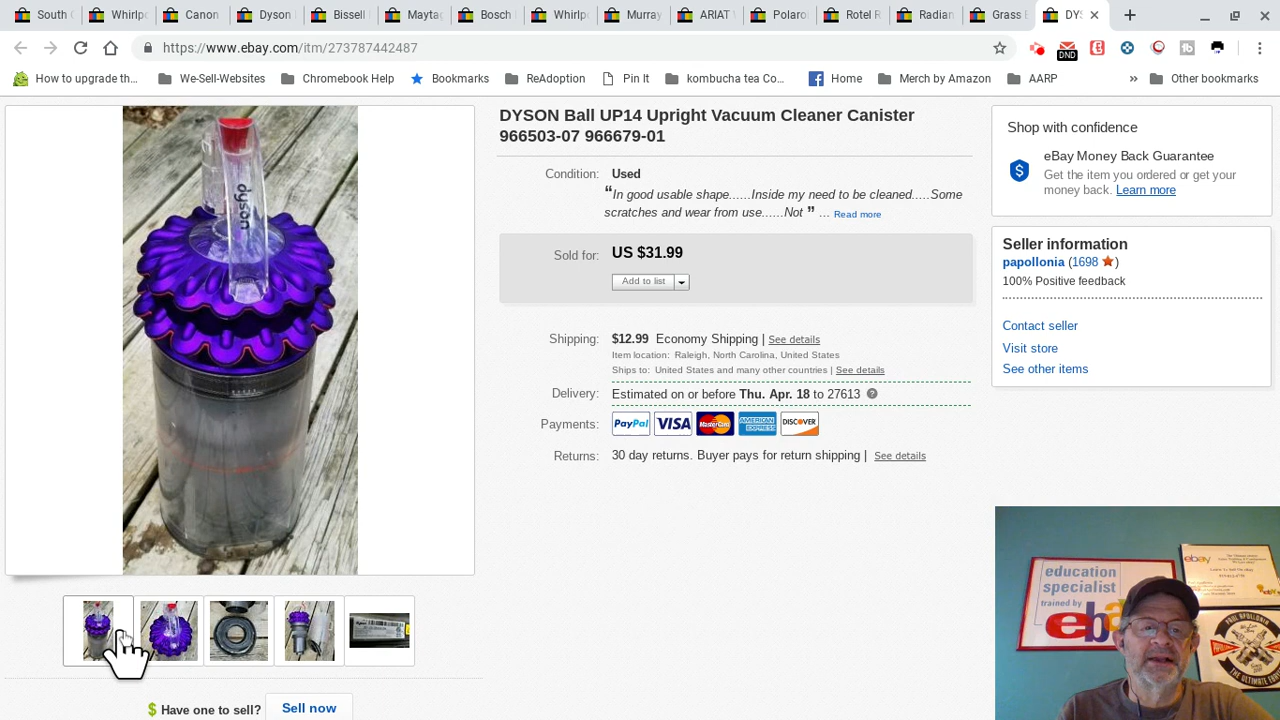 South
Whirlp
Canon
Dyson
Bissell
Maytag
Bosch
Whirlp
Murray
ARIAT
Polaro
Rotel R
Radian
Grass
DYS
https://www.ebay.com/itm/273787442487
DND
How to upgrade th...
We-Sell-Websites
Chromebook Help
Bookmarks
ReAdoption
Pin It
kombucha tea Co...
Home
Merch by Amazon
AARP
»
Other bookmarks
dyson
DYSON Ball UP14 Upright Vacuum Cleaner Canister
966503-07 966679-01
Condition: Used
“In good usable shape......Inside my need to be cleaned.....Some
scratches and wear from use......Not ” ... Read more
Sold for: US $31.99
Add to list
Shipping: $12.99 Economy Shipping | See details
Item location: Raleigh, North Carolina, United States
Ships to: United States and many other countries | See details
Delivery: Estimated on or before Thu. Apr. 18 to 27613
Payments: PayPal VISA MasterCard AMERICAN EXPRESS DISCOVER
Returns: 30 day returns. Buyer pays for return shipping | See details
Have one to sell? Sell now
Shop with confidence
eBay Money Back Guarantee
Get the item you ordered or get your
money back. Learn more
Seller information
papollonia (1698 )
100% Positive feedback
Contact seller
Visit store
See other items
education
specialist
trained by
eb
ebay
PAUL APOLLONIA